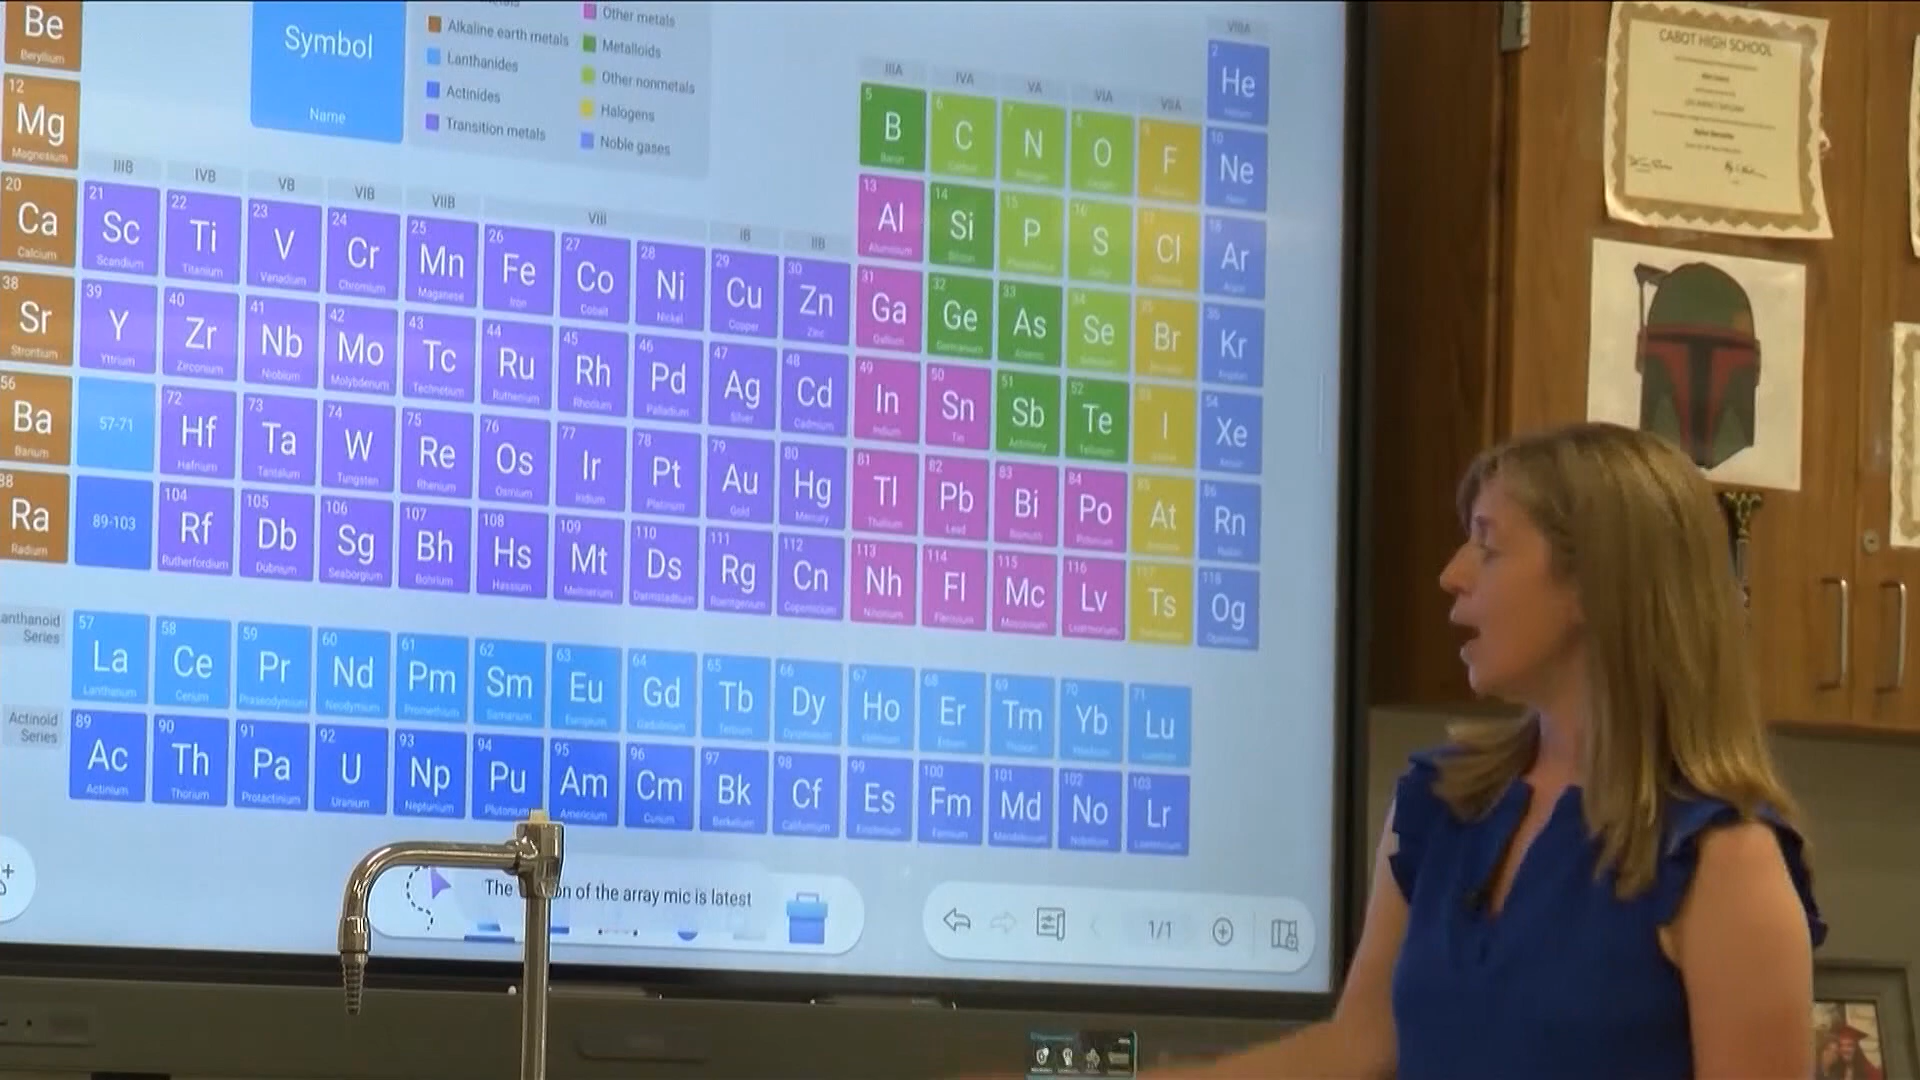 Be
Beryllium
Symbol
Name
Alkaline earth metals
Lanthanides
Actinides
Transition metals
Other metals
Metalloids
Other nonmetals
Halogens
Noble gases
VIIIA
2 He
CABOT HIGH SCHOOL
12 Mg Magnesium
IIIA IVA VA VIA VIIA
5 B Boron 6 C 7 N 8 O F 10 Ne
IIIB IVB VB VIB VIIB VIII IB IIB
13 Al Aluminium 14 Si 15 P 16 S 17 Cl 18 Ar
20 Ca Calcium 21 Sc Scandium 22 Ti Titanium 23 V Vanadium 24 Cr Chromium 25 Mn Maganese 26 Fe Iron 27 Co Cobalt 28 Ni Nickel 29 Cu Copper 30 Zn Zinc 31 Ga Gallium 32 Ge Germanium 33 As Arsenic 34 Se 35 Br 36 Kr
38 Sr Strontium 39 Y Yttrium 40 Zr Zirconium 41 Nb Niobium 42 Mo Molybdenum 43 Tc Technetium 44 Ru Ruthenium 45 Rh Rhodium 46 Pd Palladium 47 Ag Silver 48 Cd Cadmium 49 In Indium 50 Sn Tin 51 Sb Antimony 52 Te Tellurium 53 I 54 Xe
56 Ba Barium 57-71 72 Hf Hafnium 73 Ta Tantalum 74 W Tungsten 75 Re Rhenium 76 Os Osmium 77 Ir Iridium 78 Pt Platinum 79 Au Gold 80 Hg Mercury 81 Tl Thallium 82 Pb Lead 83 Bi Bismuth 84 Po Polonium 85 At 86 Rn
88 Ra Radium 89-103 104 Rf Rutherfordium 105 Db Dubnium 106 Sg Seaborgium 107 Bh Bohrium 108 Hs Hassium 109 Mt Meitnerium 110 Ds Darmstadtium 111 Rg Roentgenium 112 Cn Copernicium 113 Nh Nihonium 114 Fl Flerovium 115 Mc Moscovium 116 Lv Livermorium 117 Ts 118 Og
anthanoid
Series
57 La Lanthanum 58 Ce Cerium 59 Pr Praseodymium 60 Nd Neodymium 61 Pm Promethium 62 Sm Samarium 63 Eu Europium 64 Gd Gadolinium 65 Tb Terbium 66 Dy Dysprosium 67 Ho 68 Er 69 Tm 70 Yb 71 Lu
Actinoid
Series
89 Ac Actinium 90 Th Thorium 91 Pa Protactinium 92 U Uranium 93 Np Neptunium 94 Pu Plutonium 95 Am Americium 96 Cm Curium 97 Bk Berkelium 98 Cf Californium 99 Es Einsteinium 100 Fm Fermium 101 Md Mendelevium 102 No Nobelium 103 Lr
The on of the array mic is latest
1/1